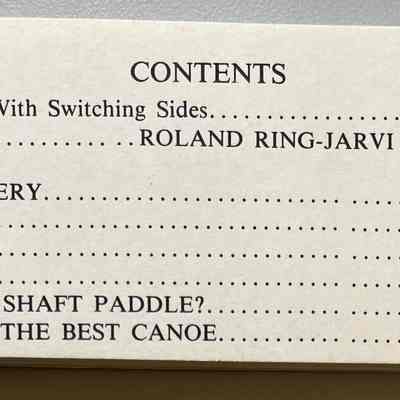 CONTENTS
With Switching Sides....................
............. ..ROLAND RING-JARVI
ERY................................. .....
..................................... .....
..................................... .....
..................................... .....
SHAFT PADDLE?.................. .....
THE BEST CANOE................ ....